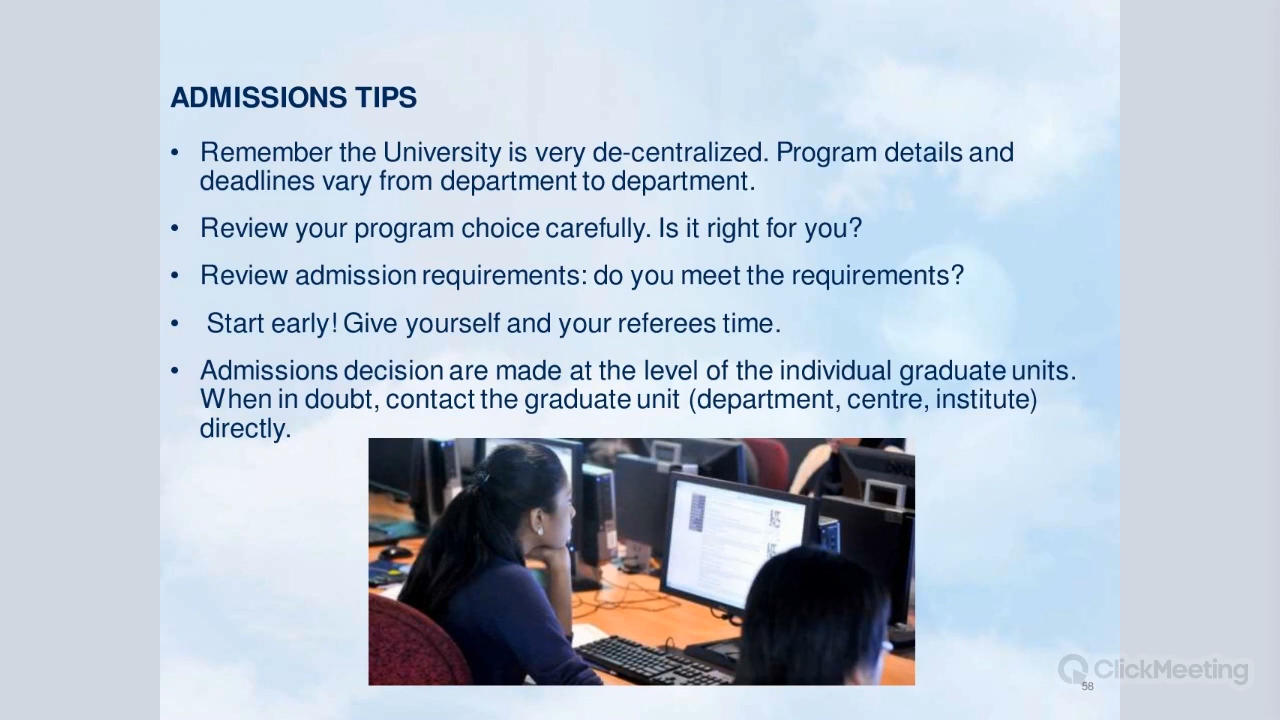 ADMISSIONS TIPS
• Remember the University is very de-centralized. Program details and
deadlines vary from department to department.
• Review your program choice carefully. Is it right for you?
• Review admission requirements: do you meet the requirements?
• Start early! Give yourself and your referees time.
• Admissions decision are made at the level of the individual graduate units.
When in doubt, contact the graduate unit (department, centre, institute)
directly.
ClickMeeting
58